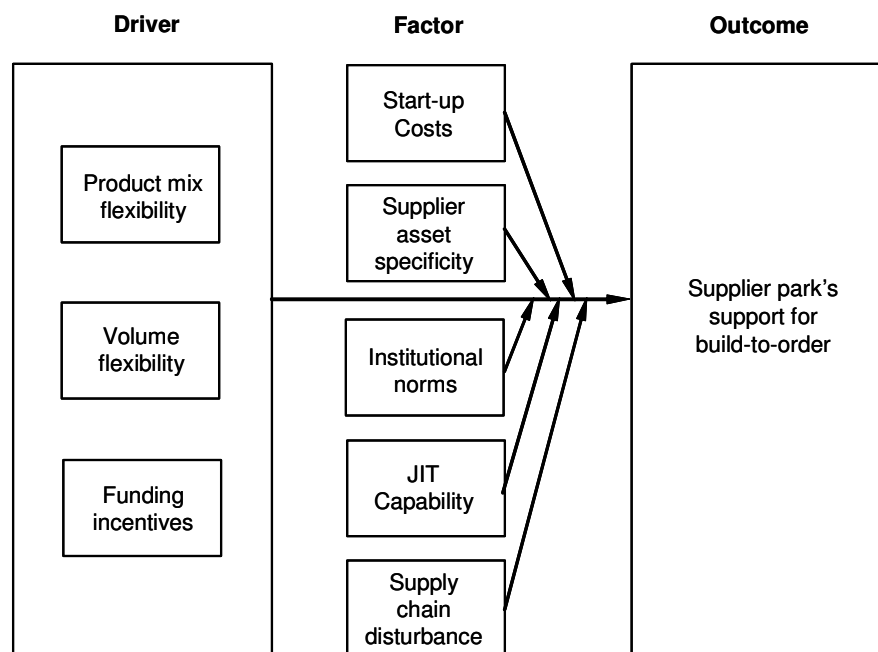 Driver
Factor
Outcome
Product mix
flexibility
Volume
flexibility
Funding
incentives
Start-up
Costs
Supplier
asset
specificity
Institutional
norms
JIT
Capability
Supply
chain
disturbance
Supplier park's
support for
build-to-order